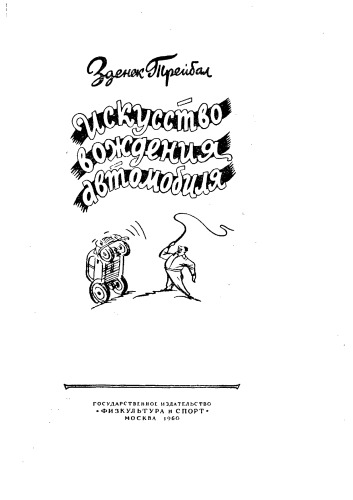 Зденек Трейбал
Искусство
вождения
автомобиля
ГОСУДАРСТВЕННОЕ ИЗДАТЕЛЬСТВО
«ФИЗКУЛЬТУРА и СПОРТ»
МОСКВА 1960